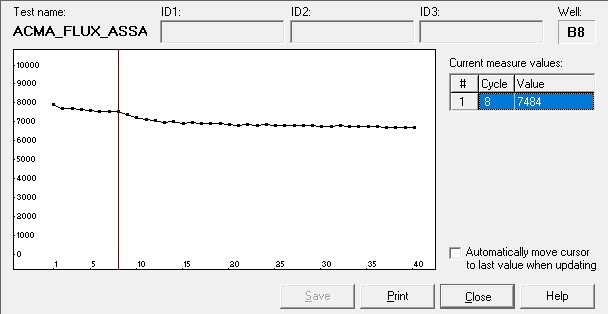 Test name:
ID1:
ID2:
ID3:
Well:
ACMA_FLUX_ASSA
B8
10000
9000
8000
7000
6000
5000
4000
3000
2000
1000
0
1
5
10
15
20
25
30
35
40
Current measure values:
# Cycle Value
1 8 7484
Automatically move cursor
to last value when updating
Save
Print
Close
Help